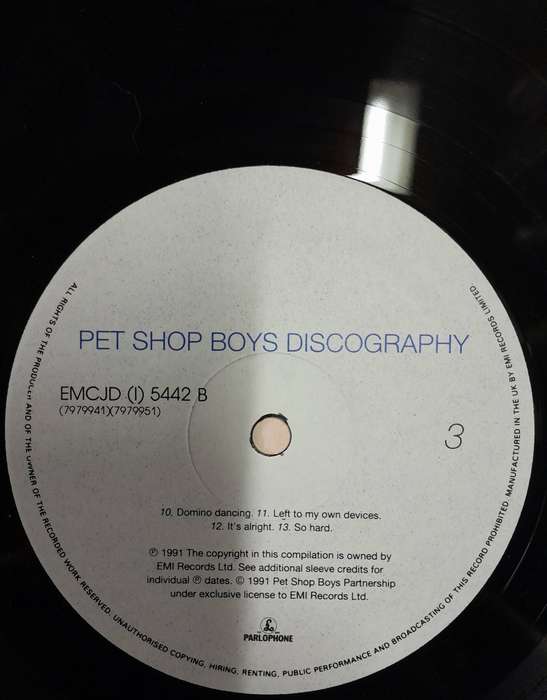 PET SHOP BOYS DISCOGRAPHY
EMCJD (I) 5442 B
(7979941)(7979951)
3
10. Domino dancing. 11. Left to my own devices.
12. It's alright. 13. So hard.
℗ 1991 The copyright in this compilation is owned by
EMI Records Ltd. See additional sleeve credits for
individual ℗ dates. © 1991 Pet Shop Boys Partnership
under exclusive license to EMI Records Ltd.
PARLOPHONE
ALL RIGHTS OF THE PRODUCER AND OF THE OWNER OF THE RECORDED WORK RESERVED. UNAUTHORISED COPYING, HIRING, RENTING, PUBLIC PERFORMANCE AND BROADCASTING OF THIS RECORD PROHIBITED. MANUFACTURED IN THE UK BY EMI RECORDS LIMITED